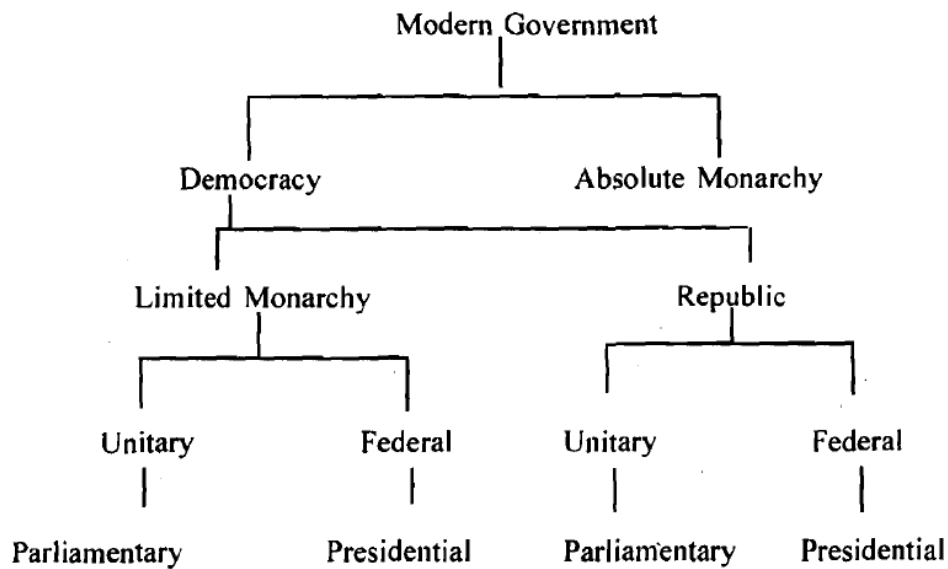 Modern Government
Democracy Absolute Monarchy
Limited Monarchy Republic
Unitary Federal Unitary Federal
Parliamentary Presidential Parliamentary Presidential